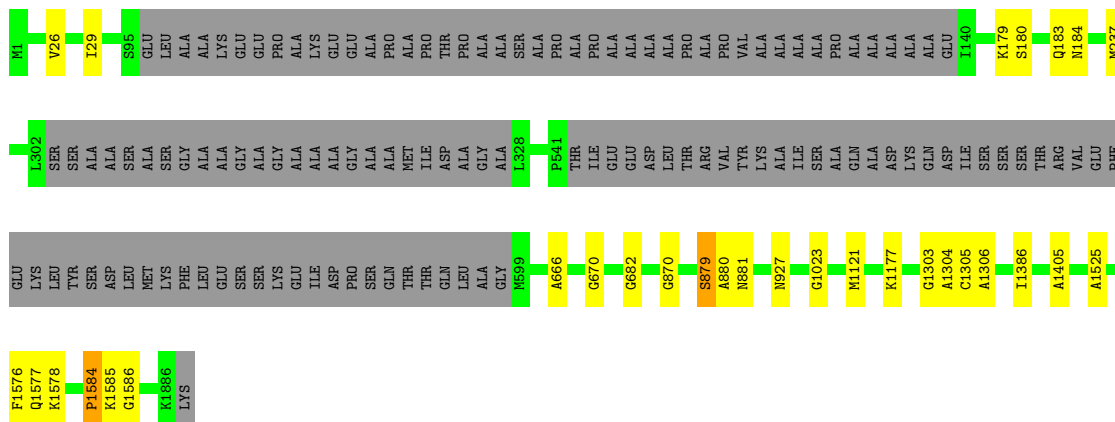 M1 V26 I29 S95 GLU LEU ALA ALA LYS GLU GLU PRO ALA LYS GLU GLU ALA PRO ALA PRO THR PRO ALA ALA SER ALA PRO ALA PRO ALA ALA ALA ALA ALA PRO ALA PRO VAL ALA ALA ALA ALA PRO ALA ALA ALA ALA ALA GLU I140 K179 S180 Q183 N184 M237
L302 SER SER ALA ALA SER ALA SER GLY ALA ALA GLY ALA GLY ALA ALA ALA GLY ALA ALA MET ILE ASP ALA GLY ALA L328 P541 THR ILE GLU GLU ASP LEU THR ARG VAL TYR LYS ALA ILE SER ALA GLN ALA ASP LYS GLN ASP ILE SER SER SER THR ARG VAL GLU PHE
GLU LYS LEU TYR SER ASP LEU MET LYS PHE LEU GLU SER SER LYS GLU ILE ASP PRO SER GLN THR THR GLN LEU ALA GLY M599 A666 G670 G682 G870 S879 A880 N881 N927 G1023 M1121 K1177 G1303 A1304 C1305 A1306 I1386 A1405 A1525
F1576 Q1577 K1578 P1584 K1585 G1586 K1886 LYS